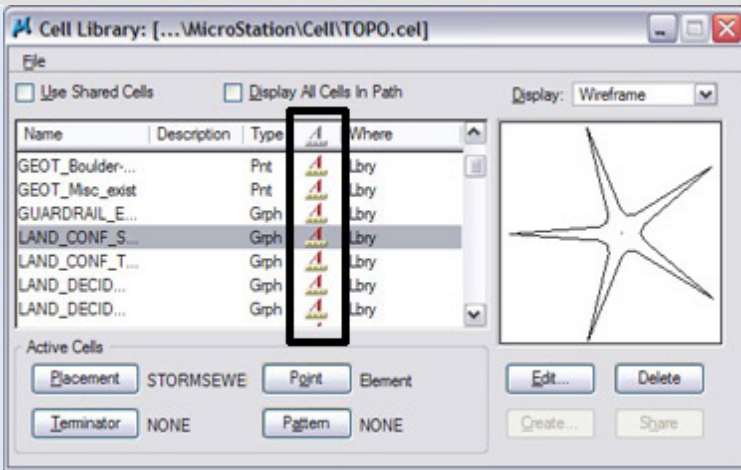 Cell Library: [...\MicroStation\Cell\TOPO.cel]
File
Use Shared Cells Display All Cells In Path Display: Wireframe
Name Description Type A Where
GEOT_Boulder-... Pnt Lbry
GEOT_Misc_exist Pnt Lbry
GUARDRAIL_E... Grph Lbry
LAND_CONF_S... Grph Lbry
LAND_CONF_T... Grph Lbry
LAND_DECID... Grph Lbry
LAND_DECID... Grph Lbry
Active Cells
Placement STORMSEWE Point Element Edit... Delete
Terminator NONE Pattern NONE Create... Share